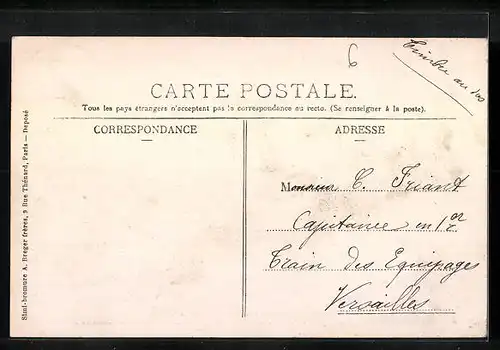 6
Timbre au dos
CARTE POSTALE.
Tous les pays étrangers n'acceptent pas la correspondance au recto. (Se renseigner à la poste).
CORRESPONDANCE
ADRESSE
Monsieur C. Friant
Capitaine en 1er
Train des Equipages
Versailles
Simi-bromure A. Breger frères, 9 Rue Thénard, Paris — Déposé